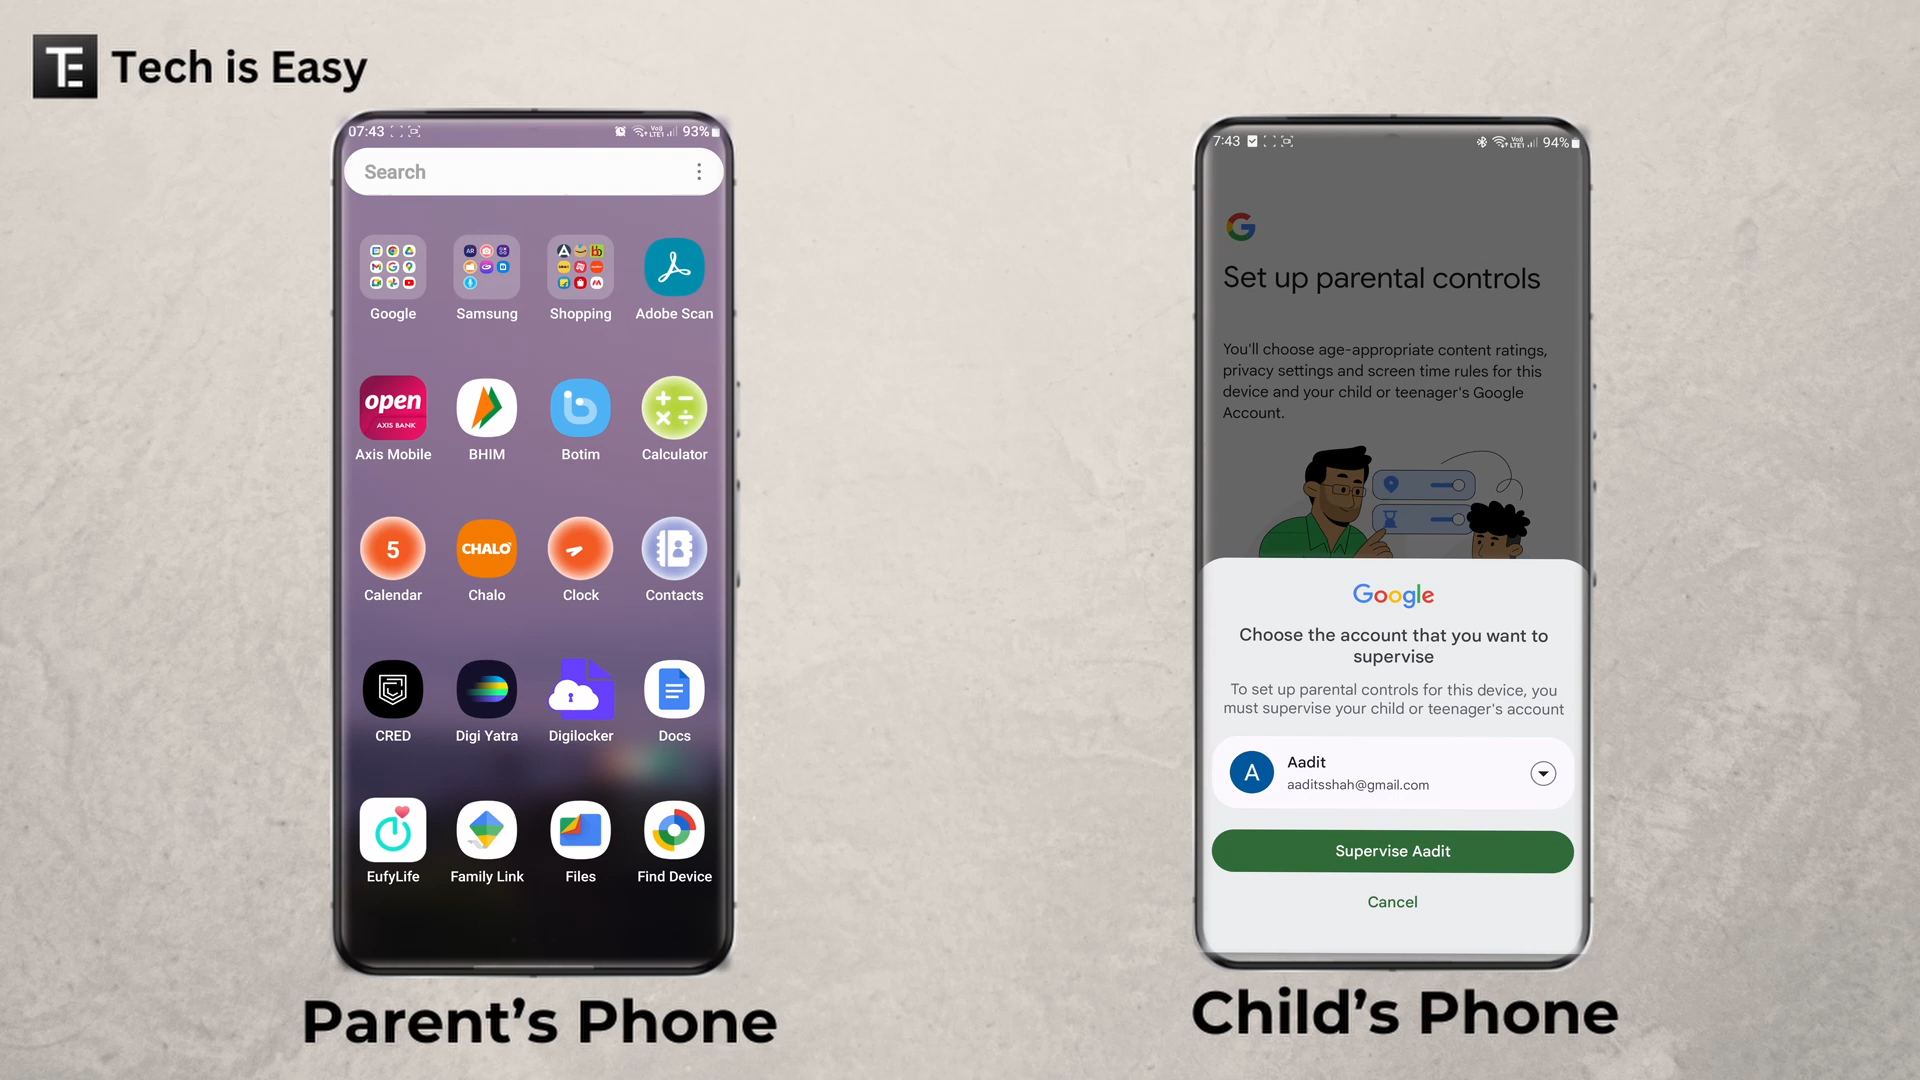 TE Tech is Easy
07:43 93%
Search
Google Samsung Shopping Adobe Scan
open
AXIS BANK
Axis Mobile BHIM Botim Calculator
5 CHALO
Calendar Chalo Clock Contacts
CRED Digi Yatra Digilocker Docs
EufyLife Family Link Files Find Device
Parent's Phone
7:43 94%
Set up parental controls
You'll choose age-appropriate content ratings,
privacy settings and screen time rules for this
device and your child or teenager's Google
Account.
Google
Choose the account that you want to
supervise
To set up parental controls for this device, you
must supervise your child or teenager's account
A Aadit
aaditsshah@gmail.com
Supervise Aadit
Cancel
Child's Phone